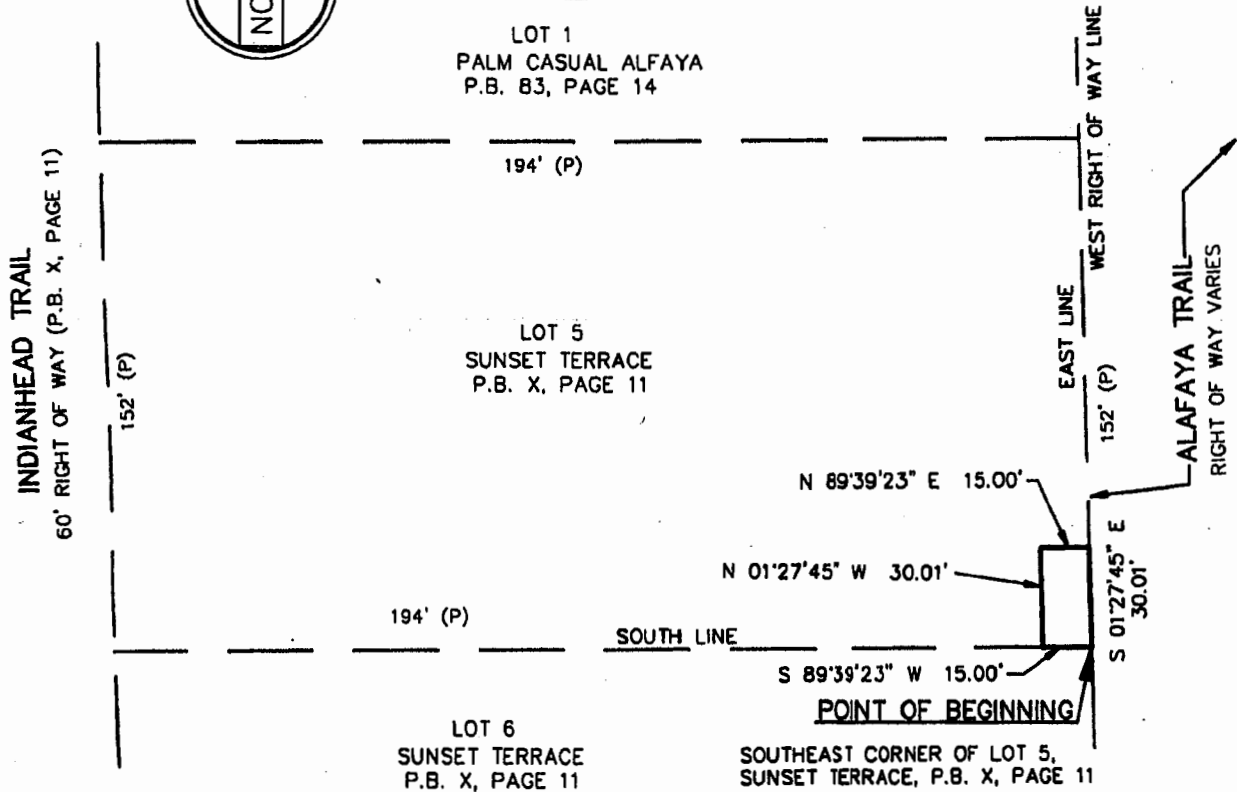 NO
LOT 1
PALM CASUAL ALFAYA
P.B. 83, PAGE 14
WEST RIGHT OF WAY LINE
194' (P)
INDIANHEAD TRAIL
60' RIGHT OF WAY (P.B. X, PAGE 11)
152' (P)
LOT 5
SUNSET TERRACE
P.B. X, PAGE 11
EAST LINE
152' (P)
ALAFAYA TRAIL
RIGHT OF WAY VARIES
N 89°39'23" E 15.00'
N 01°27'45" W 30.01'
S 01°27'45" E
30.01'
194' (P)
SOUTH LINE
S 89°39'23" W 15.00'
POINT OF BEGINNING
LOT 6
SUNSET TERRACE
P.B. X, PAGE 11
SOUTHEAST CORNER OF LOT 5,
SUNSET TERRACE, P.B. X, PAGE 11